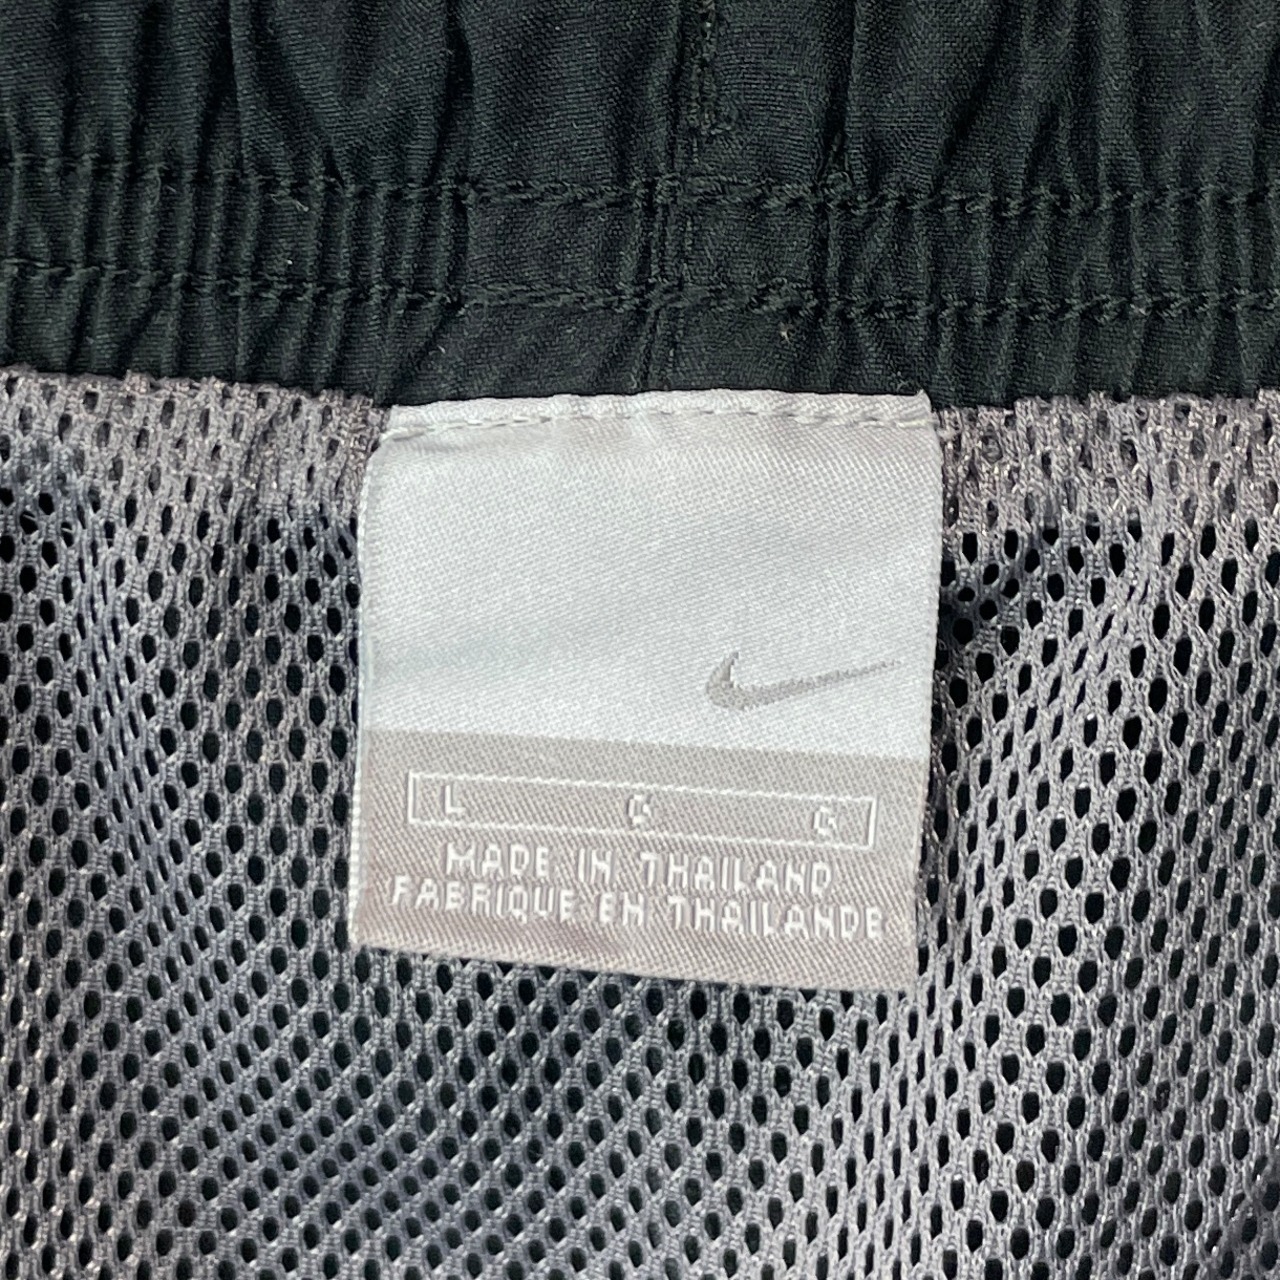 L G G
MADE IN THAILAND
FABRIQUE EN THAILANDE